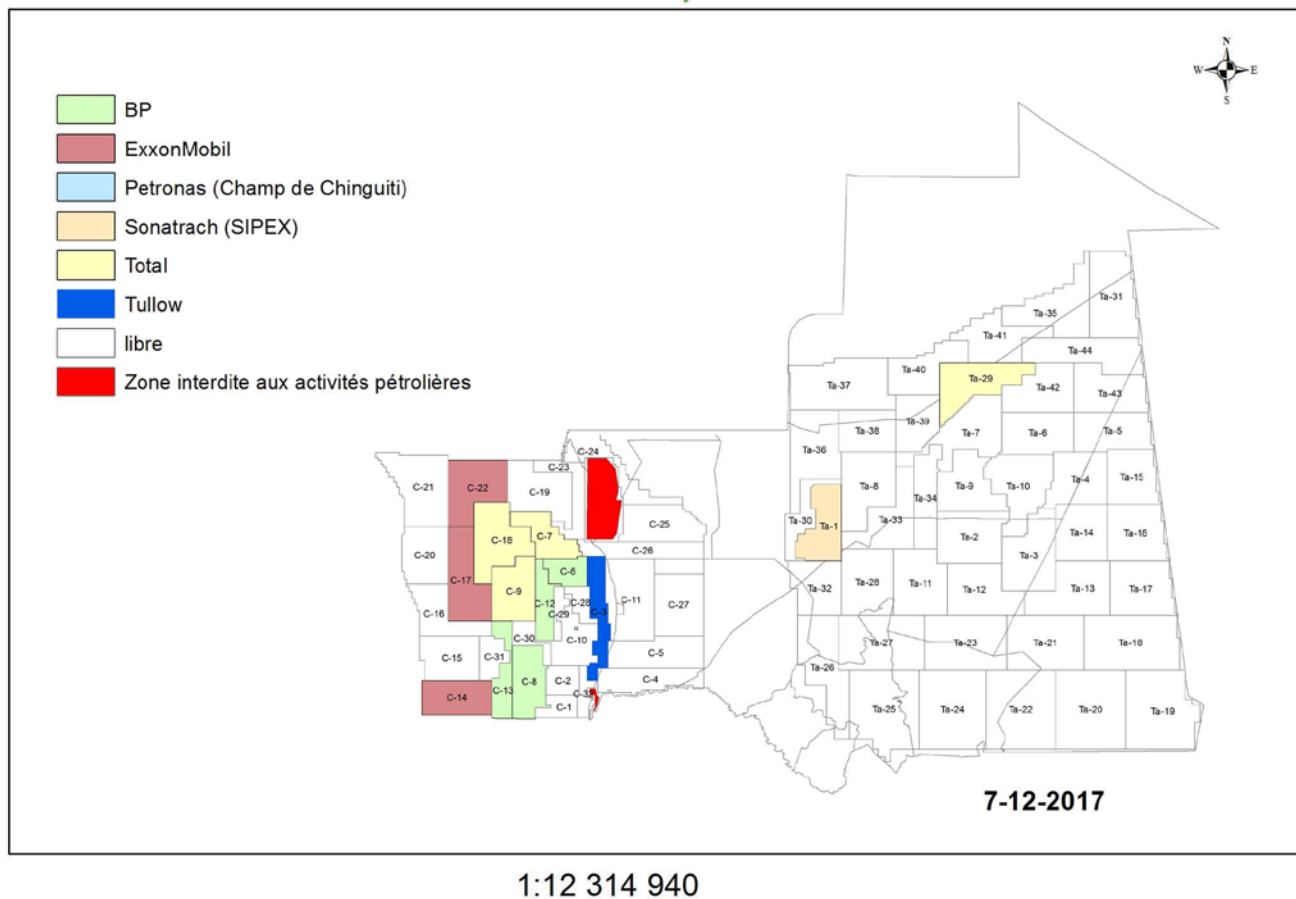 N
W E
S
BP
ExxonMobil
Petronas (Champ de Chinguiti)
Sonatrach (SIPEX)
Total
Tullow
libre
Zone interdite aux activités pétrolières
Ta-31
Ta-35
Ta-41
Ta-44
Ta-40
Ta-37
Ta-29
Ta-42
Ta-43
Ta-39
Ta-38
Ta-7
Ta-6
Ta-5
Ta-36
C-24
C-23
C-21
C-22
C-19
Ta-8
Ta-34
Ta-9
Ta-10
Ta-4
Ta-15
C-25
Ta-30
Ta-1
Ta-33
C-20
C-18
C-7
C-26
Ta-2
Ta-3
Ta-14
Ta-16
C-17
C-6
C-9
C-16
C-12
C-28
C-29
C-3
C-11
C-27
Ta-32
Ta-28
Ta-11
Ta-12
Ta-13
Ta-17
C-30
C-10
C-15
C-31
C-5
Ta-27
Ta-23
Ta-21
Ta-18
Ta-26
C-14
C-13
C-8
C-2
C-4
C-1
Ta-25
Ta-24
Ta-22
Ta-20
Ta-19
7-12-2017
1:12 314 940